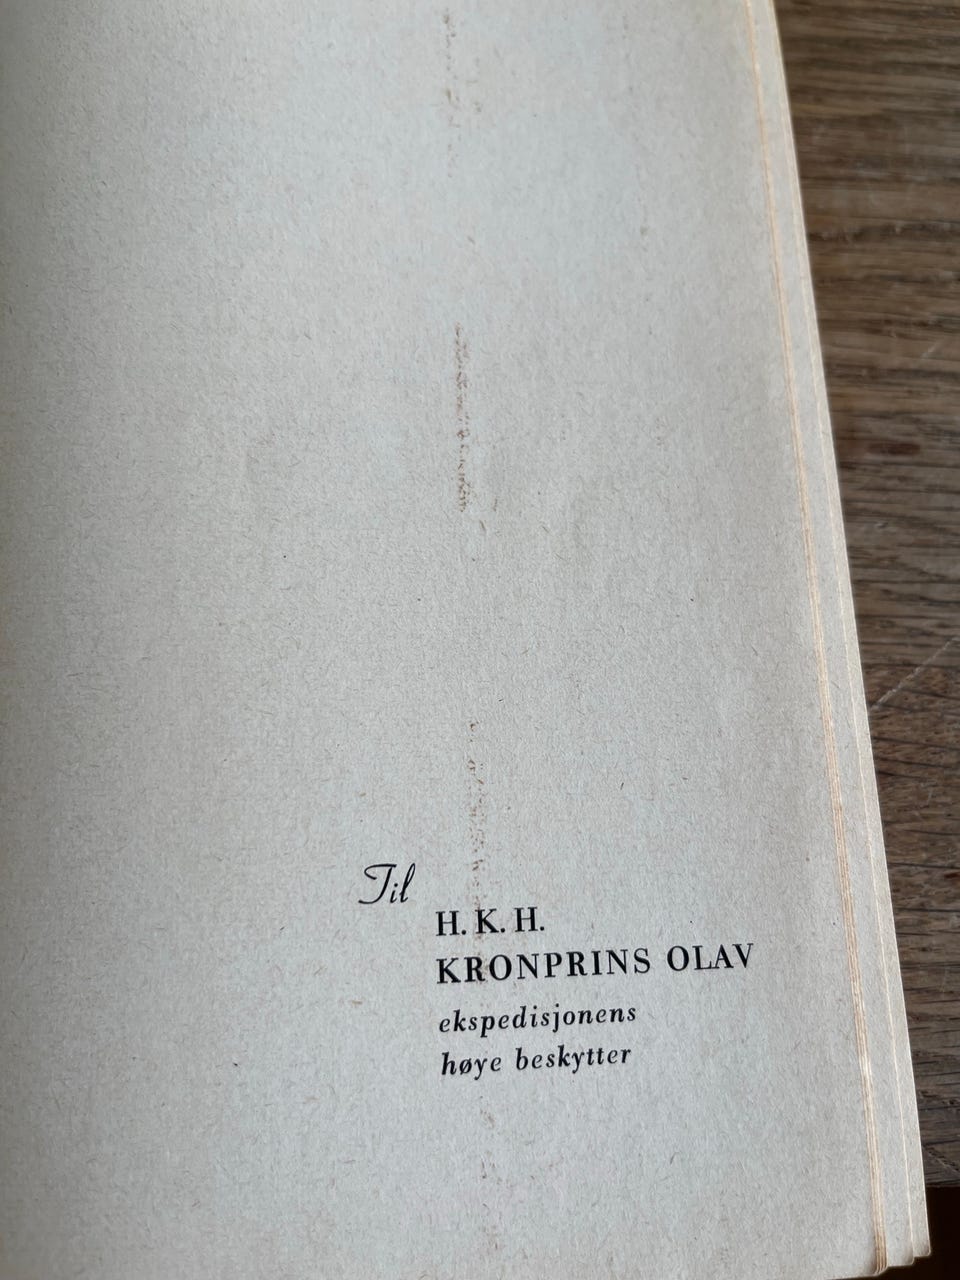 Til
H. K. H.
KRONPRINS OLAV
ekspedisjonens
høye beskytter